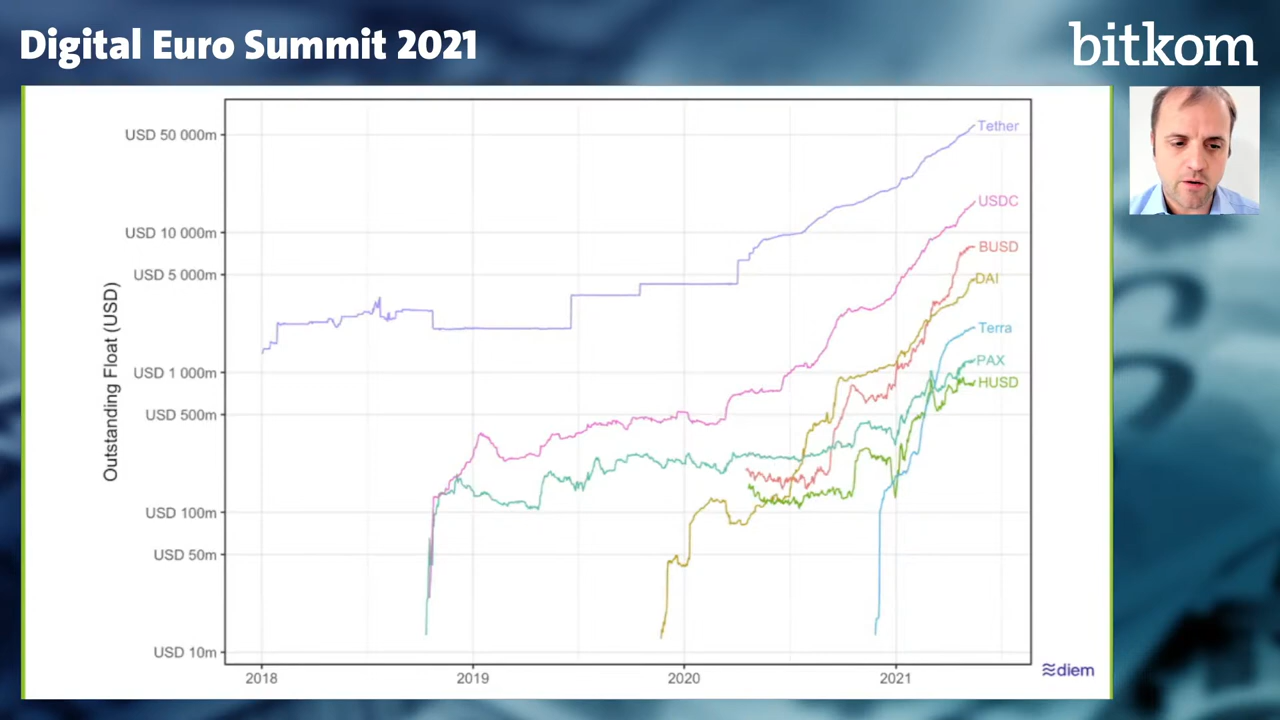 Digital Euro Summit 2021
bitkom
USD 50 000m
USD 10 000m
USD 5 000m
USD 1 000m
USD 500m
USD 100m
USD 50m
USD 10m
Outstanding Float (USD)
Tether
USDC
BUSD
DAI
Terra
PAX
HUSD
2018
2019
2020
2021
diem